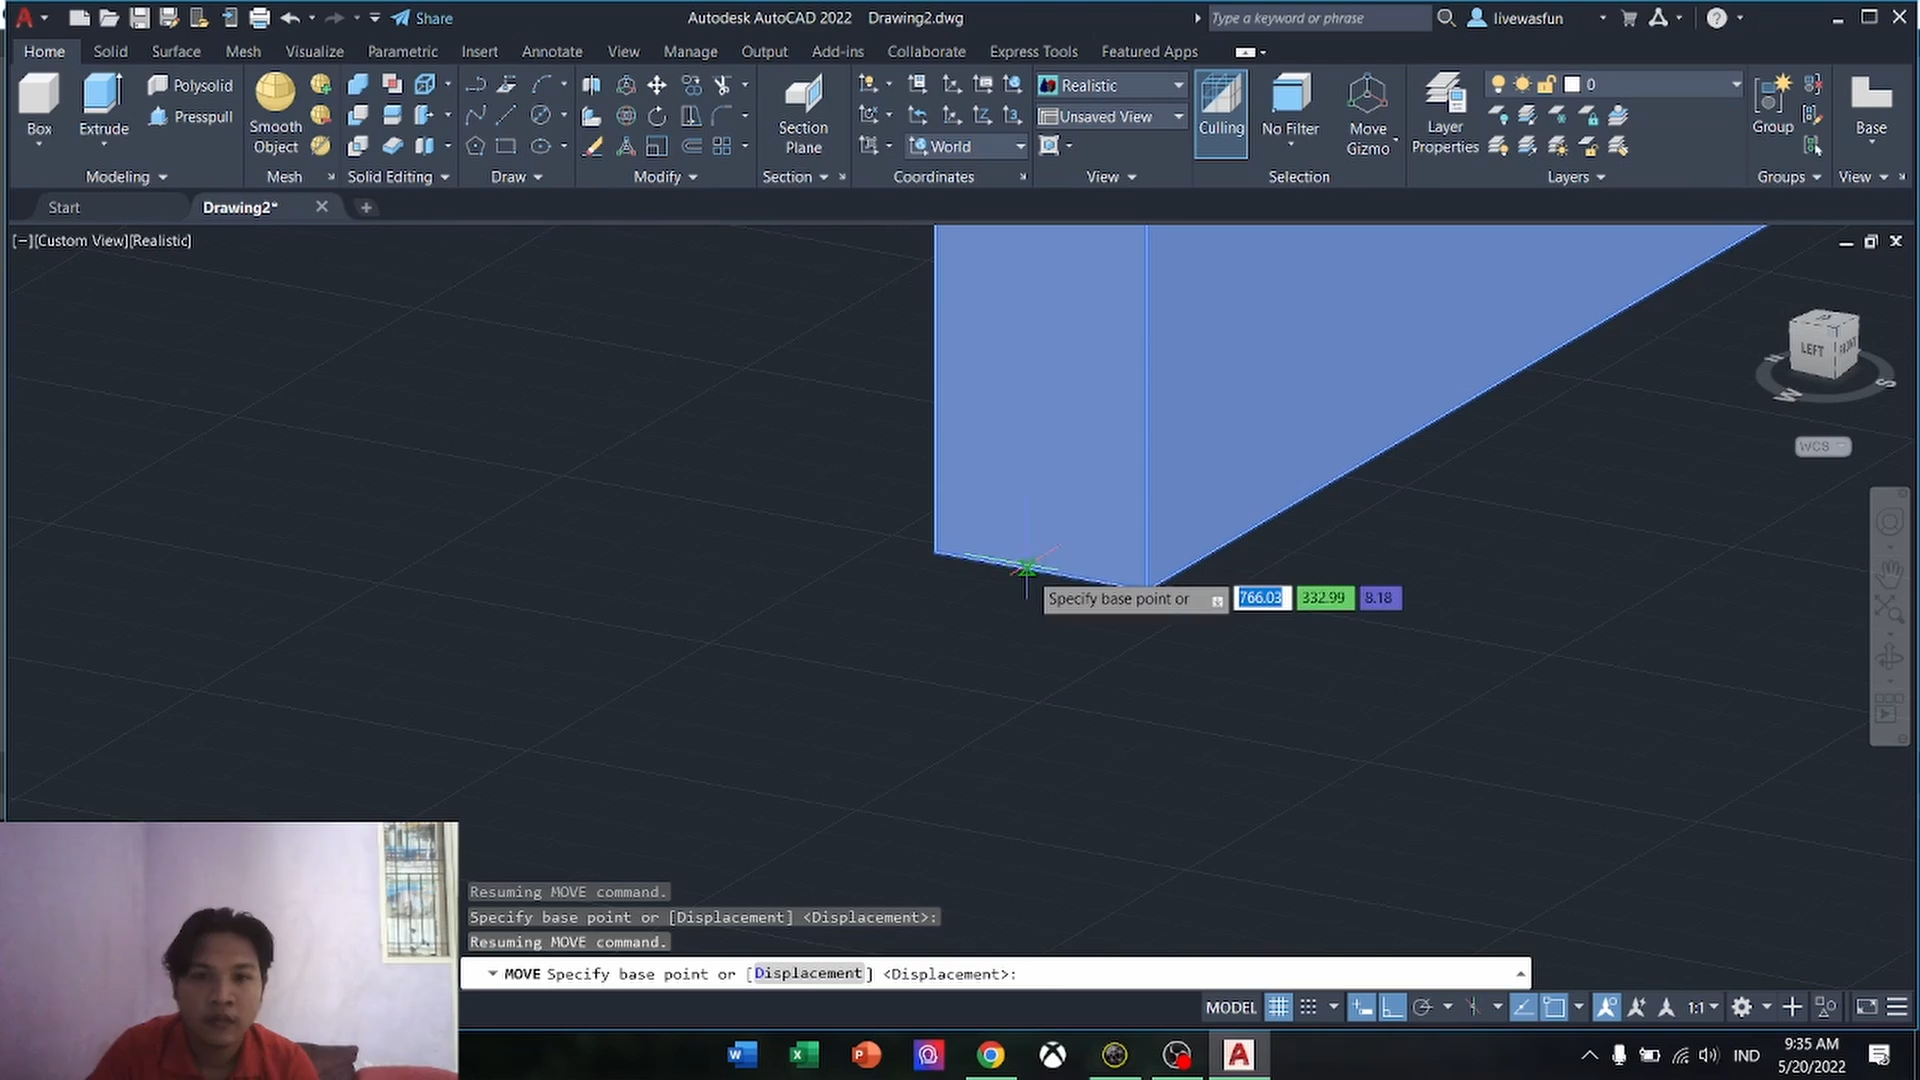 Share
Autodesk AutoCAD 2022 Drawing2.dwg
Type a keyword or phrase
livewasfun
Home Solid Surface Mesh Visualize Parametric Insert Annotate View Manage Output Add-ins Collaborate Express Tools Featured Apps
Box
Extrude
Polysolid
Presspull
Smooth
Object
Section
Plane
Realistic
Unsaved View
World
Culling
No Filter
Move
Gizmo
Layer
Properties
0
Group
Base
Modeling Mesh Solid Editing Draw Modify Section Coordinates View Selection Layers Groups View
Start
Drawing2*
[−][Custom View][Realistic]
LEFT
FRONT
W
S
WCS
Specify base point or 766.03 332.99 8.18
Resuming MOVE command.
Specify base point or [Displacement] <Displacement>:
Resuming MOVE command.
MOVE Specify base point or [Displacement] <Displacement>:
MODEL
1:1
IND
9:35 AM
5/20/2022